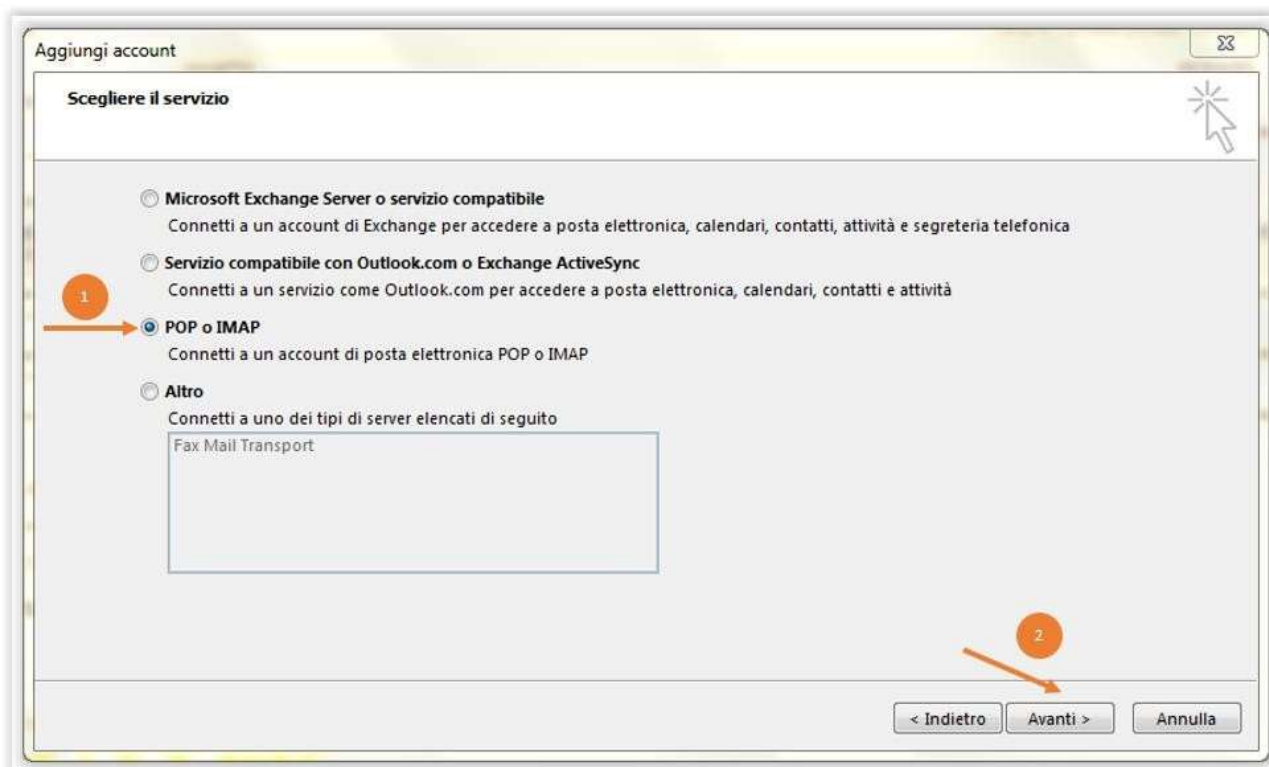 Aggiungi account
Scegliere il servizio
Microsoft Exchange Server o servizio compatibile
Connetti a un account di Exchange per accedere a posta elettronica, calendari, contatti, attività e segreteria telefonica
Servizio compatibile con Outlook.com o Exchange ActiveSync
Connetti a un servizio come Outlook.com per accedere a posta elettronica, calendari, contatti e attività
1
POP o IMAP
Connetti a un account di posta elettronica POP o IMAP
Altro
Connetti a uno dei tipi di server elencati di seguito
Fax Mail Transport
2
< Indietro Avanti > Annulla